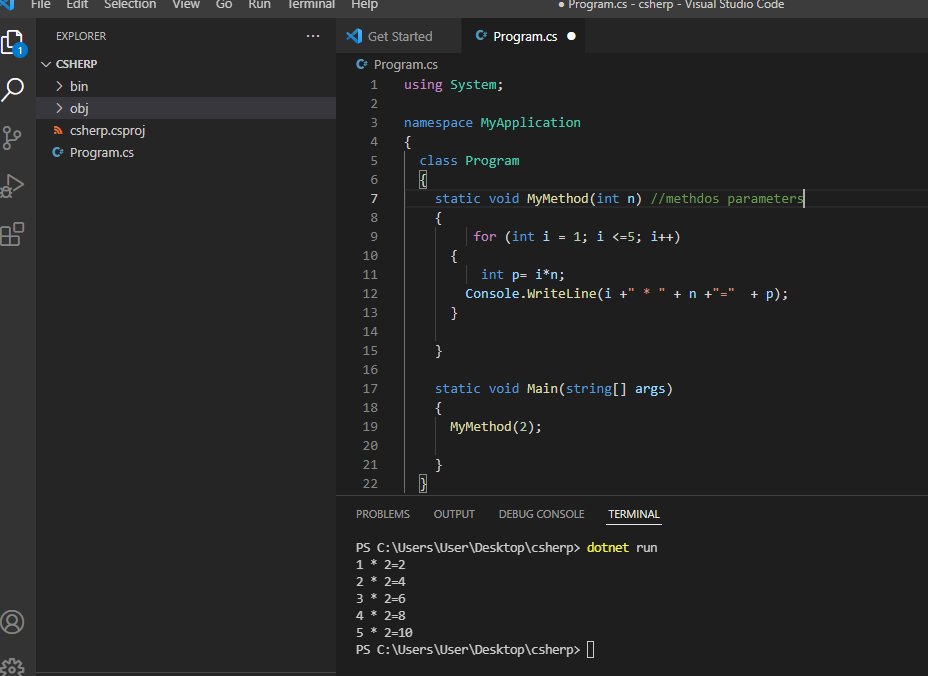 File Edit Selection View Go Run Terminal Help ● Program.cs - csherp - Visual Studio Code
EXPLORER ···
Get Started
Program.cs ●
1
CSHERP
bin
obj
csherp.csproj
Program.cs
Program.cs
1 using System;
2
3 namespace MyApplication
4 {
5 class Program
6 {
7 static void MyMethod(int n) //methdos parameters
8 {
9 for (int i = 1; i <=5; i++)
10 {
11 int p= i*n;
12 Console.WriteLine(i +" * " + n +"=" + p);
13 }
14
15 }
16
17 static void Main(string[] args)
18 {
19 MyMethod(2);
20
21 }
22 }
PROBLEMS OUTPUT DEBUG CONSOLE TERMINAL
PS C:\Users\User\Desktop\csherp> dotnet run
1 * 2=2
2 * 2=4
3 * 2=6
4 * 2=8
5 * 2=10
PS C:\Users\User\Desktop\csherp>